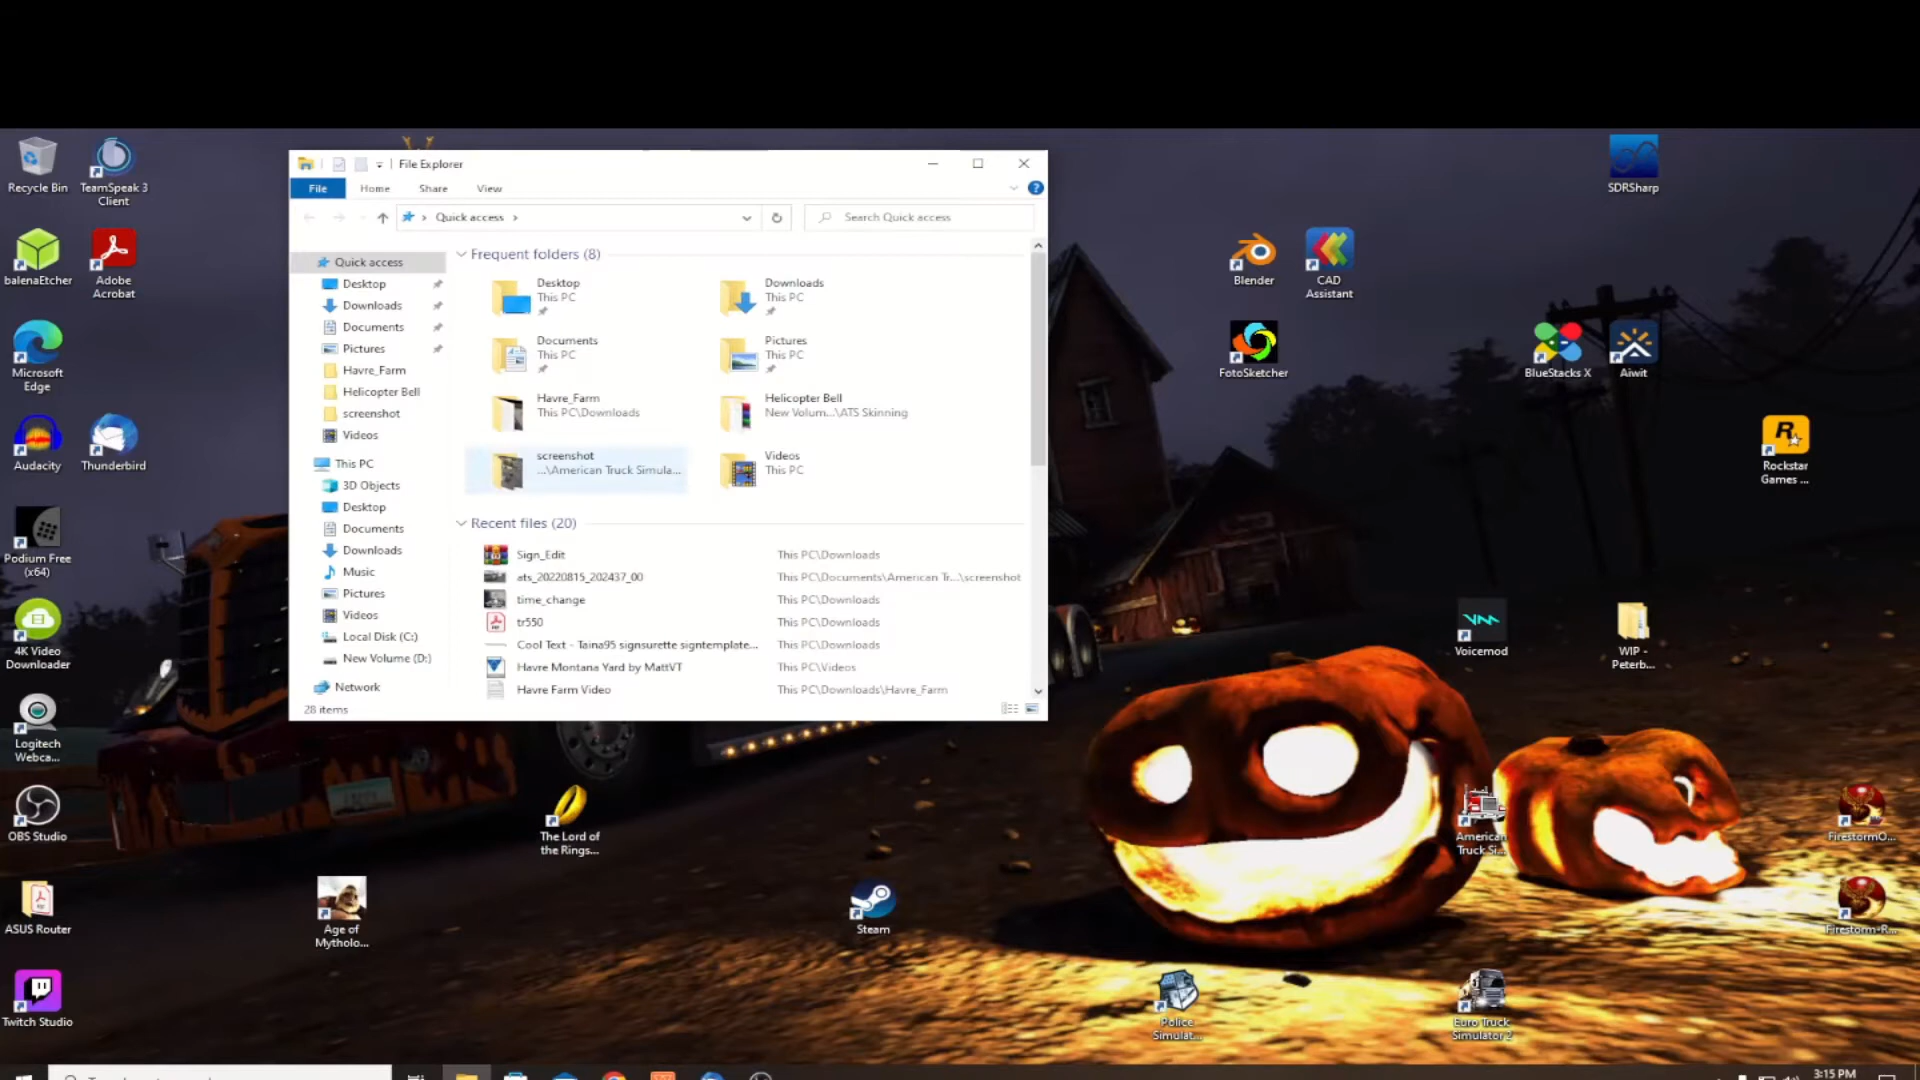 Recycle Bin
TeamSpeak 3
Client
balenaEtcher
Adobe
Acrobat
Microsoft
Edge
Audacity
Thunderbird
Podium Free
(x64)
4K Video
Downloader
Logitech
Webca...
OBS Studio
ASUS Router
Twitch Studio
File Explorer
File
Home
Share
View
Quick access
Search Quick access
Quick access
Desktop
Downloads
Documents
Pictures
Havre_Farm
Helicopter Bell
screenshot
Videos
This PC
3D Objects
Desktop
Documents
Downloads
Music
Pictures
Videos
Local Disk (C:)
New Volume (D:)
Network
28 items
Frequent folders (8)
Desktop
This PC
Downloads
This PC
Documents
This PC
Pictures
This PC
Havre_Farm
This PC\Downloads
Helicopter Bell
New Volum...\ATS Skinning
screenshot
...\American Truck Simula...
Videos
This PC
Recent files (20)
Sign_Edit This PC\Downloads
ats_20220815_202437_00 This PC\Documents\American Tr...\screenshot
time_change This PC\Downloads
tr550 This PC\Downloads
Cool Text - Taina95 signsurette signtemplate... This PC\Downloads
Havre Montana Yard by MattVT This PC\Videos
Havre Farm Video This PC\Downloads\Havre_Farm
The Lord of
the Rings...
Age of
Mytholo...
Steam
SDRSharp
Blender
CAD
Assistant
FotoSketcher
BlueStacks X
Aiwit
Rockstar
Games ...
Voicemod
WIP -
Peterb...
American
Truck Si...
FirestormO...
Firestorm-R...
Police
Simulat...
Euro Truck
Simulator 2
3:15 PM